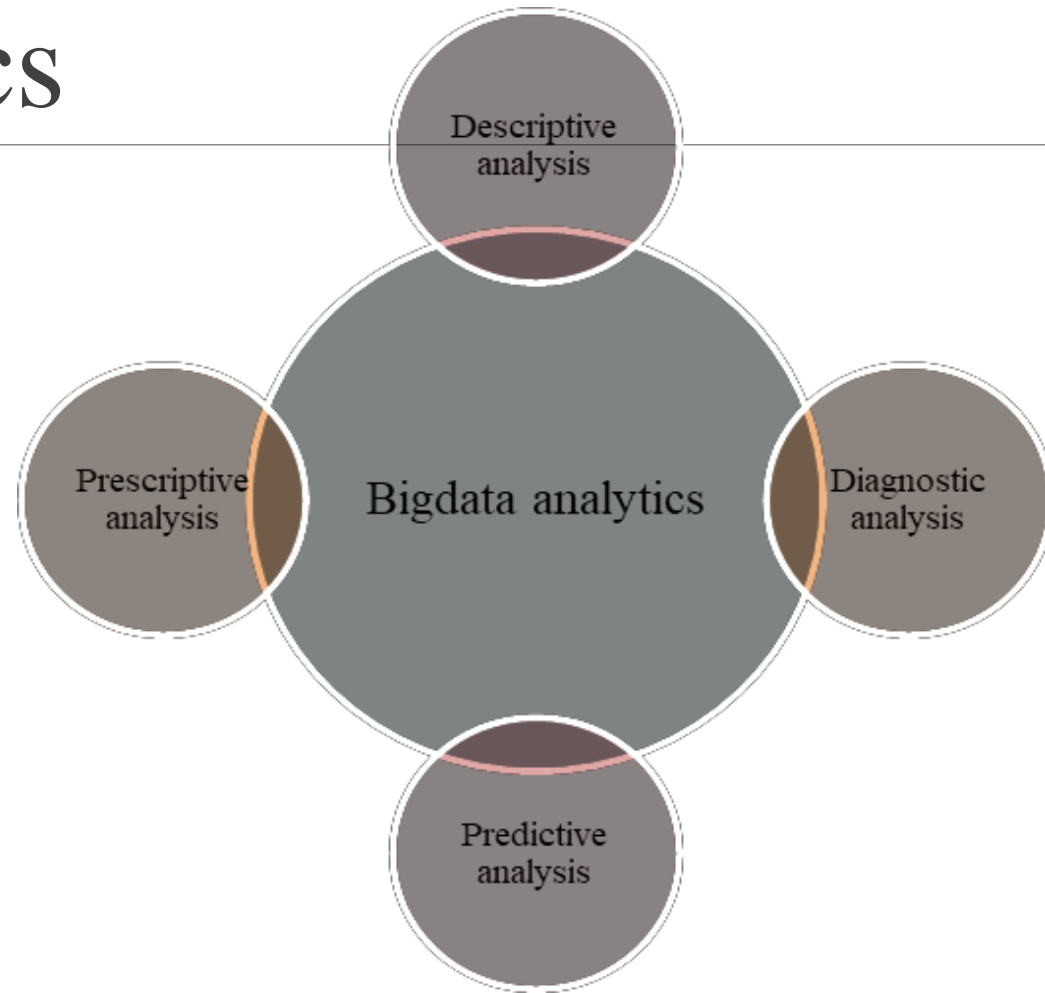 cs
Descriptive
analysis
Prescriptive
analysis
Bigdata analytics
Diagnostic
analysis
Predictive
analysis